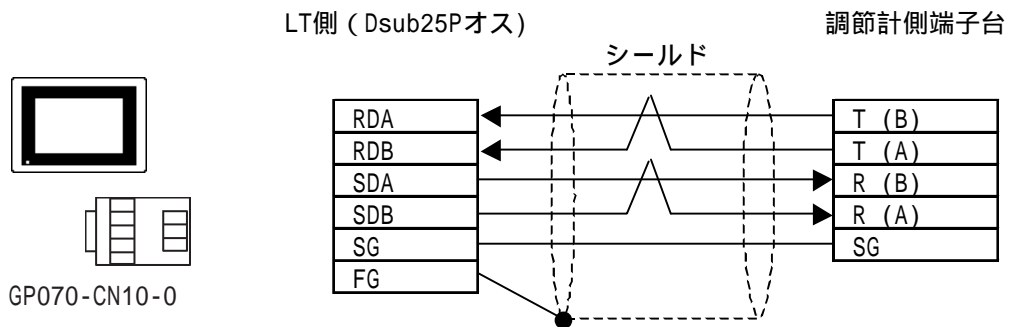 LT側（Dsub25Pオス)
調節計側端子台
シールド
RDA
RDB
SDA
SDB
SG
FG
T (B)
T (A)
R (B)
R (A)
SG
GP070-CN10-0